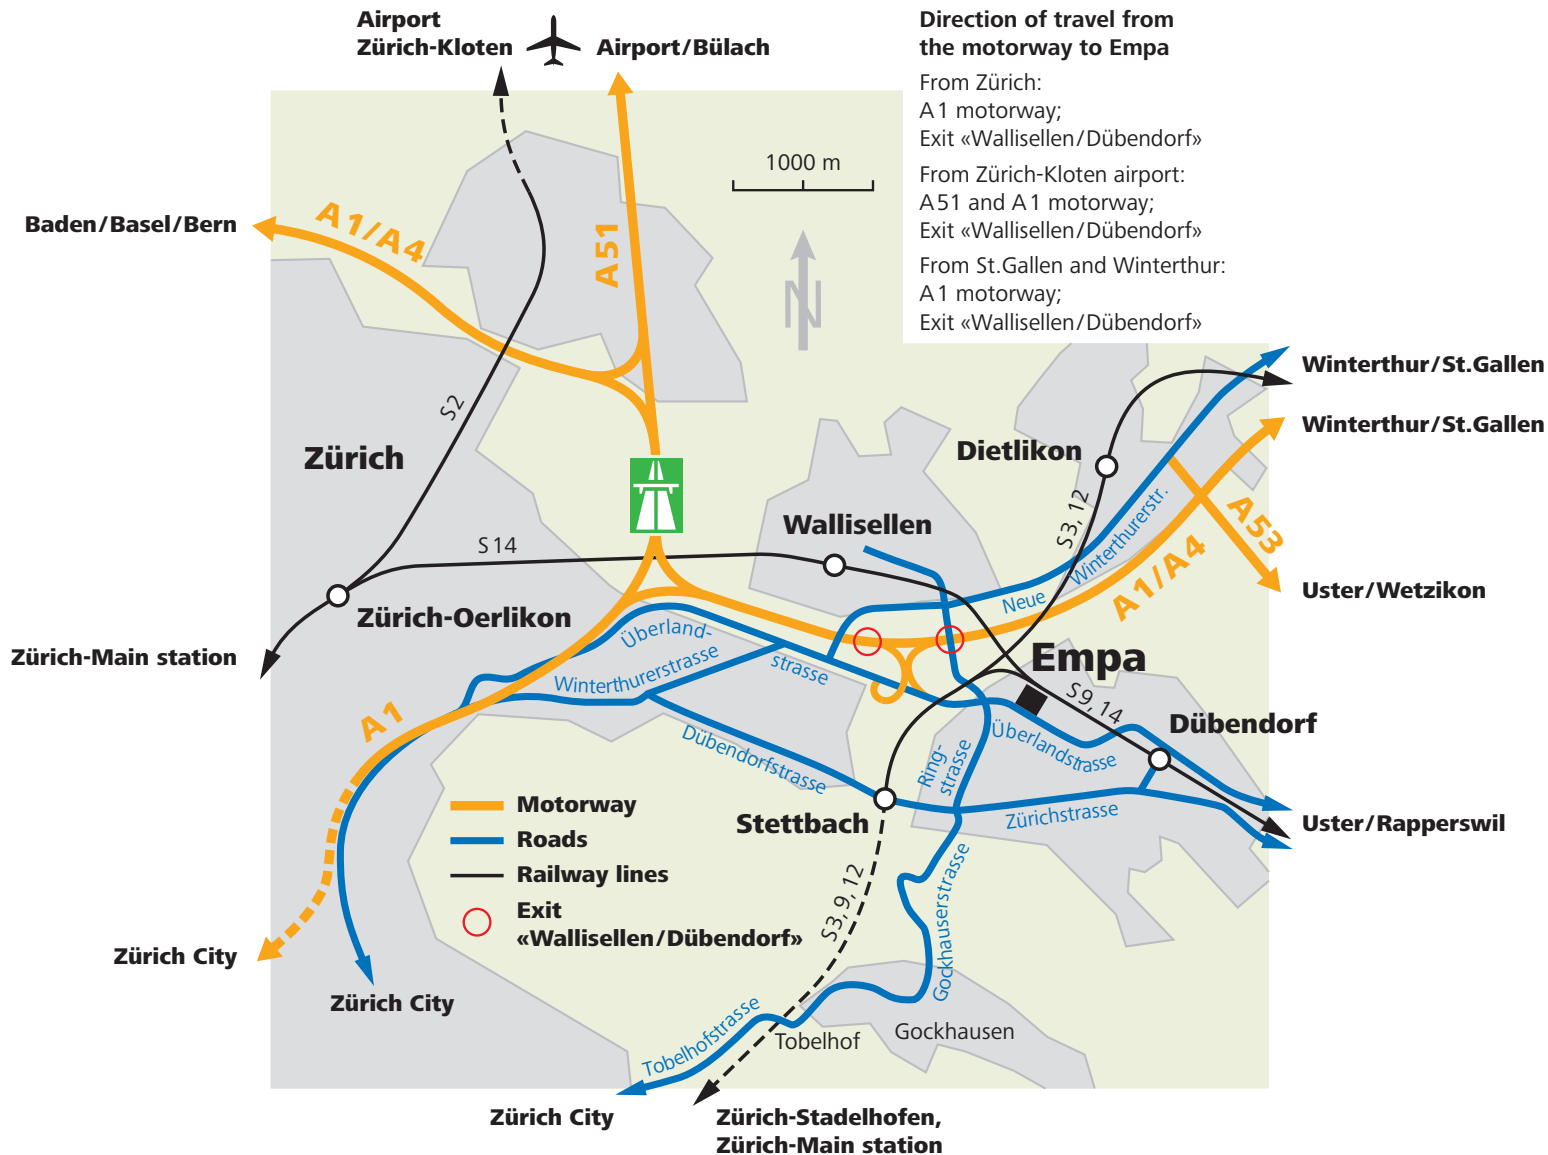 Airport
Zürich-Kloten
Airport/Bülach
Direction of travel from
the motorway to Empa
From Zürich:
A1 motorway;
Exit «Wallisellen/Dübendorf»
From Zürich-Kloten airport:
A51 and A1 motorway;
Exit «Wallisellen/Dübendorf»
From St.Gallen and Winterthur:
A1 motorway;
Exit «Wallisellen/Dübendorf»
1000 m
N
Baden/Basel/Bern
A1/A4
A51
Winterthur/St.Gallen
Winterthur/St.Gallen
S2
Zürich
Dietlikon
S3, 12
Winterthurerstr.
Neue
A53
A1/A4
Uster/Wetzikon
Wallisellen
S14
Zürich-Oerlikon
Zürich-Main station
Überland-
strasse
Winterthurerstrasse
Empa
S9, 14
Dübendorf
A1
Dübendorfstrasse
Ring-
strasse
Überlandstrasse
Zürichstrasse
Stettbach
Uster/Rapperswil
Motorway
Roads
Railway lines
Exit
«Wallisellen/Dübendorf»
S3, 9, 12
Gockhauserstrasse
Zürich City
Zürich City
Tobelhofstrasse
Tobelhof
Gockhausen
Zürich City
Zürich-Stadelhofen,
Zürich-Main station